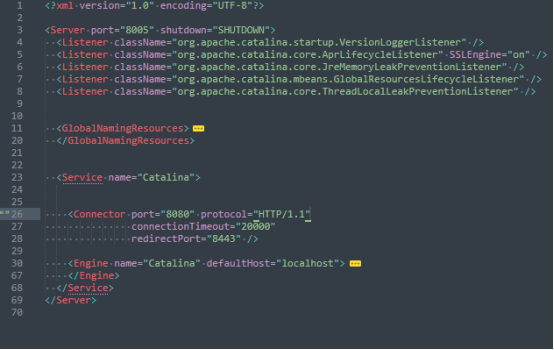 1 <?xml version="1.0" encoding="UTF-8"?>
2
3 <Server port="8005" shutdown="SHUTDOWN">
4 <Listener className="org.apache.catalina.startup.VersionLoggerListener" />
5 <Listener className="org.apache.catalina.core.AprLifecycleListener" SSLEngine="on" />
6 <Listener className="org.apache.catalina.core.JreMemoryLeakPreventionListener" />
7 <Listener className="org.apache.catalina.mbeans.GlobalResourcesLifecycleListener" />
8 <Listener className="org.apache.catalina.core.ThreadLocalLeakPreventionListener" />
9
10
11 <GlobalNamingResources>
20 </GlobalNamingResources>
21
22
23 <Service name="Catalina">
24
25
26 <Connector port="8080" protocol="HTTP/1.1"
27 connectionTimeout="20000"
28 redirectPort="8443" />
29
30 <Engine name="Catalina" defaultHost="localhost">
67 </Engine>
68 </Service>
69 </Server>
70